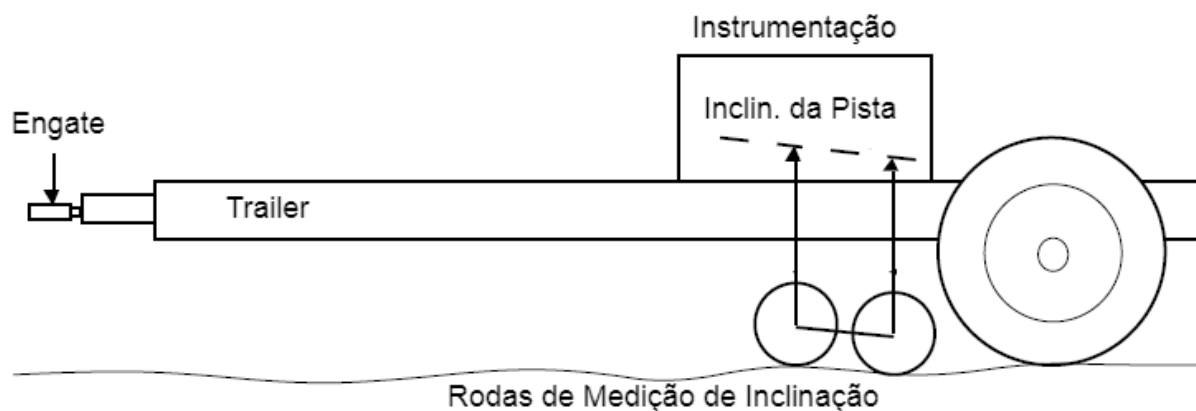 Instrumentação
Inclin. da Pista
Engate
Trailer
Rodas de Medição de Inclinação